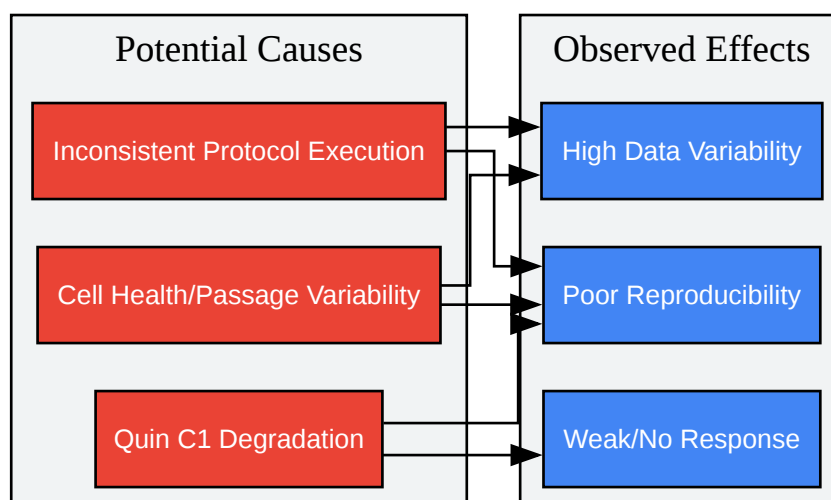 Potential Causes
Observed Effects
Inconsistent Protocol Execution
High Data Variability
Cell Health/Passage Variability
Poor Reproducibility
Quin C1 Degradation
Weak/No Response